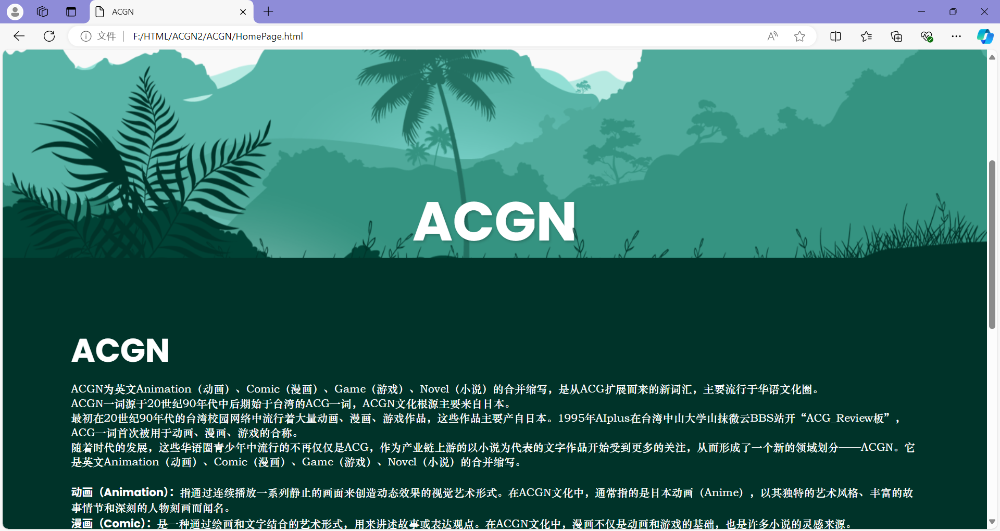 ACGN
文件
F:/HTML/ACGN2/ACGN/HomePage.html
ACGN
ACGN
ACGN为英文Animation（动画）、Comic（漫画）、Game（游戏）、Novel（小说）的合并缩写，是从ACG扩展而来的新词汇，主要流行于华语文化圈。
ACGN一词源于20世纪90年代中后期始于台湾的ACG一词，ACGN文化根源主要来自日本。
最初在20世纪90年代的台湾校园网络中流行着大量动画、漫画、游戏作品，这些作品主要产自日本。1995年AIplus在台湾中山大学山抹微云BBS站开“ACG_Review板”，
ACG一词首次被用于动画、漫画、游戏的合称。
随着时代的发展，这些华语圈青少年中流行的不再仅仅是ACG，作为产业链上游的以小说为代表的文字作品开始受到更多的关注，从而形成了一个新的领域划分——ACGN。它
是英文Animation（动画）、Comic（漫画）、Game（游戏）、Novel（小说）的合并缩写。
动画（Animation）：指通过连续播放一系列静止的画面来创造动态效果的视觉艺术形式。在ACGN文化中，通常指的是日本动画（Anime），以其独特的艺术风格、丰富的故
事情节和深刻的人物刻画而闻名。
漫画（Comic）：是一种通过绘画和文字结合的艺术形式，用来讲述故事或表达观点。在ACGN文化中，漫画不仅是动画和游戏的基础，也是许多小说的灵感来源。